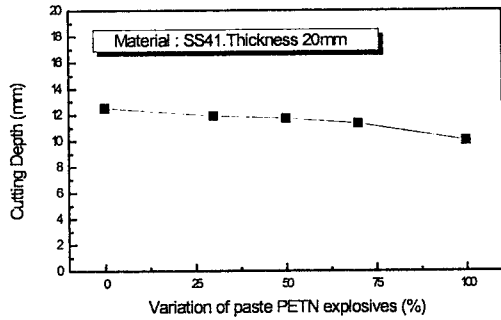 20
18
16
14
12
10
8
6
4
2
0
Material : SS41.Thickness 20mm
Cutting Depth (mm)
0 25 50 75 100
Variation of paste PETN explosives (%)